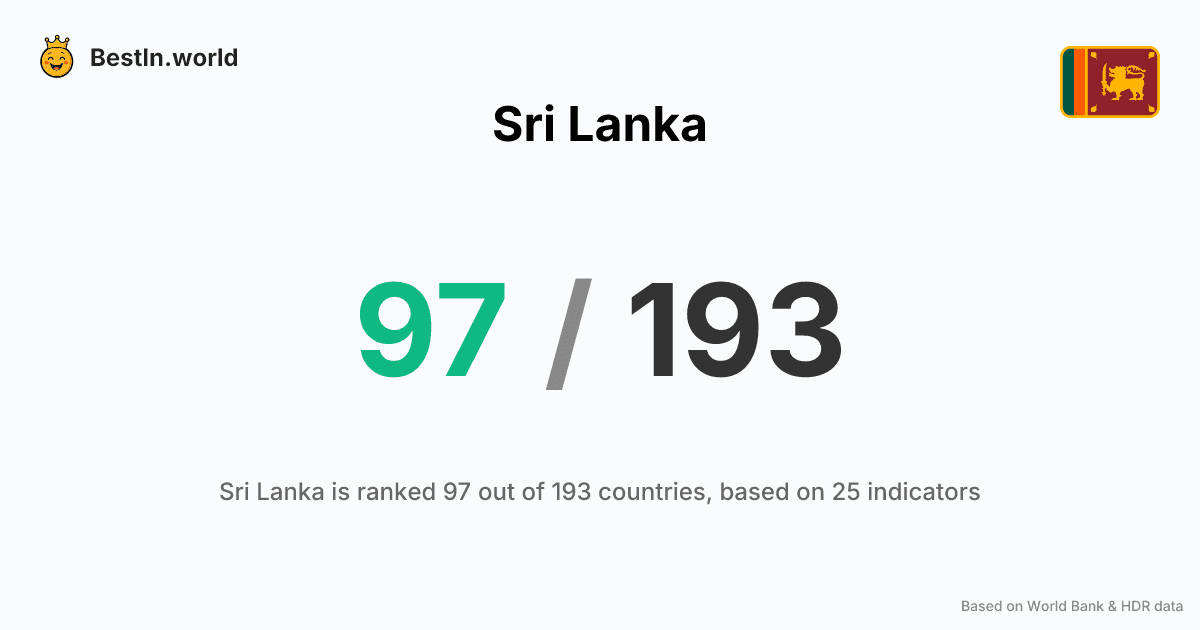 BestIn.world
Sri Lanka
97 / 193
Sri Lanka is ranked 97 out of 193 countries, based on 25 indicators
Based on World Bank & HDR data